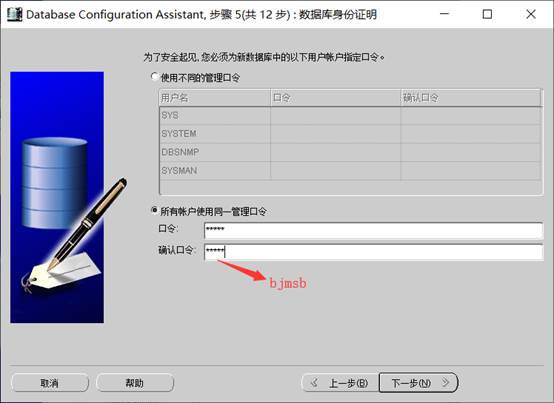 Database Configuration Assistant, 步骤 5(共 12 步) : 数据库身份证明
为了安全起见,您必须为新数据库中的以下用户帐户指定口令。
使用不同的管理口令
用户名 口令 确认口令
SYS
SYSTEM
DBSNMP
SYSMAN
所有帐户使用同一管理口令
口令: *****
确认口令: *****
bjmsb
取消 帮助 上一步(B) 下一步(N)